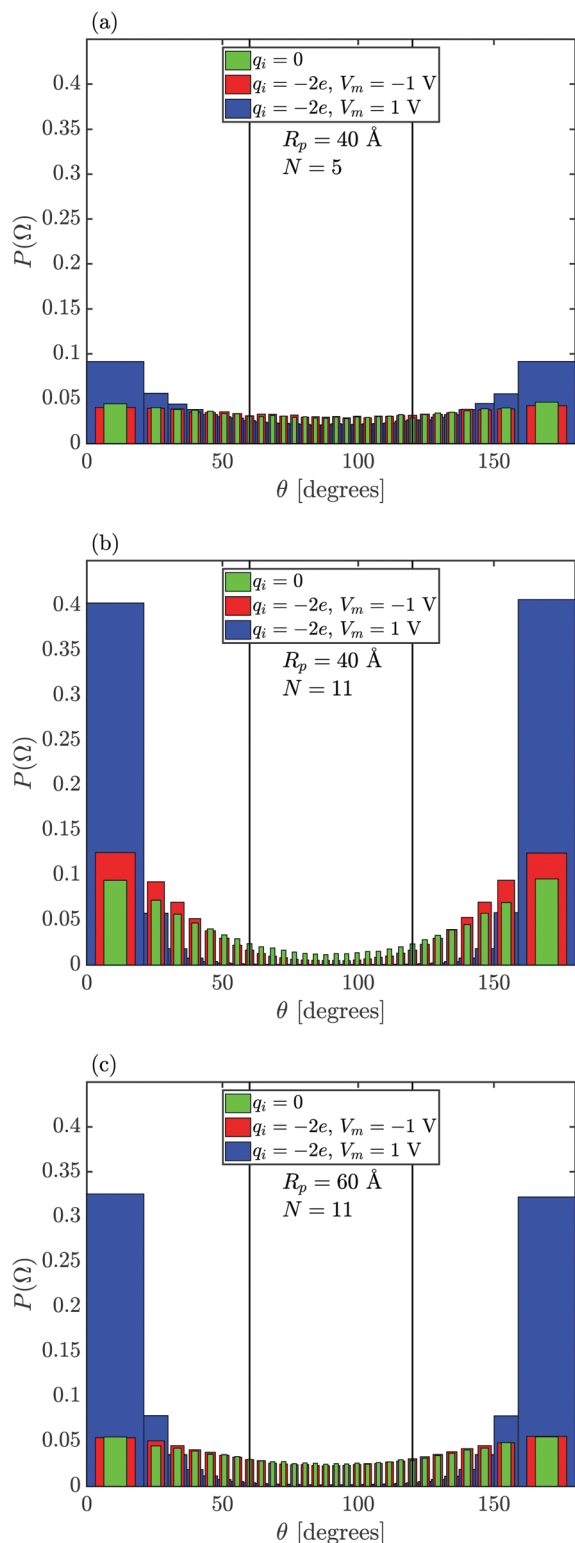 (a)
q_i = 0
q_i = −2e, V_m = −1 V
q_i = −2e, V_m = 1 V
R_p = 40 Å
N = 5
P(Ω)
0.4
0.35
0.3
0.25
0.2
0.15
0.1
0.05
0
0 50 100 150
θ [degrees]
(b)
q_i = 0
q_i = −2e, V_m = −1 V
q_i = −2e, V_m = 1 V
R_p = 40 Å
N = 11
P(Ω)
0.4
0.35
0.3
0.25
0.2
0.15
0.1
0.05
0
0 50 100 150
θ [degrees]
(c)
q_i = 0
q_i = −2e, V_m = −1 V
q_i = −2e, V_m = 1 V
R_p = 60 Å
N = 11
P(Ω)
0.4
0.35
0.3
0.25
0.2
0.15
0.1
0.05
0
0 50 100 150
θ [degrees]